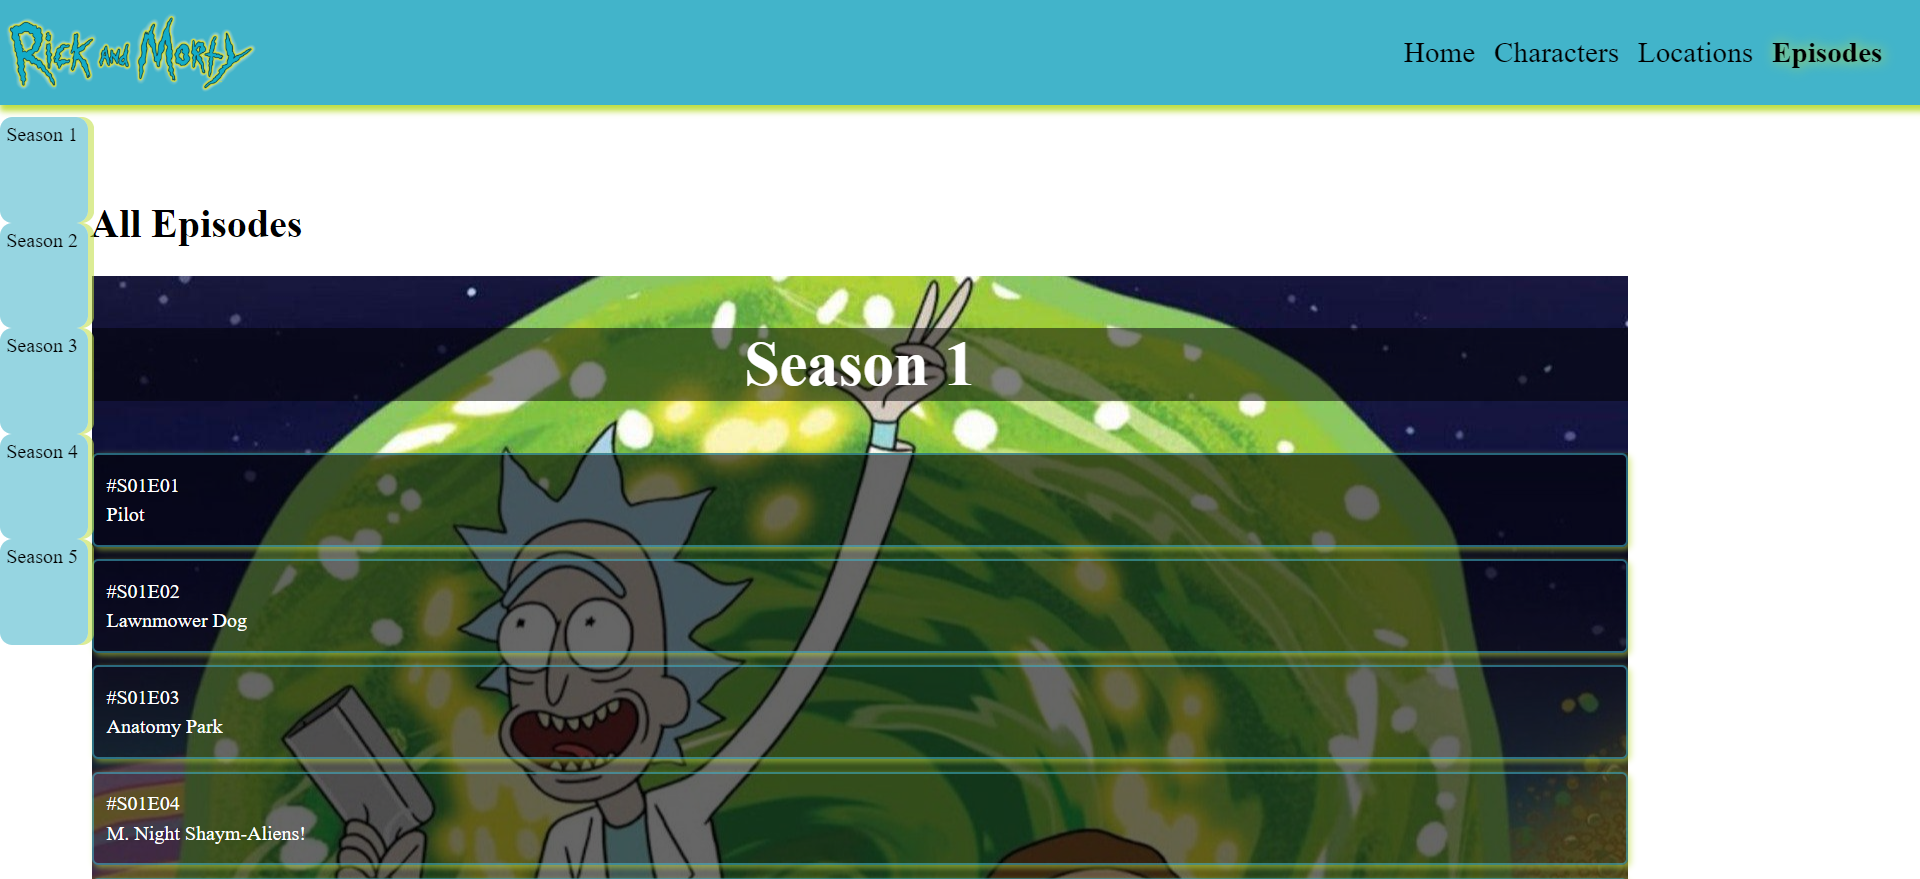 Rick and Morty
Home Characters Locations Episodes
Season 1
Season 2
Season 3
Season 4
Season 5
All Episodes
Season 1
#S01E01
Pilot
#S01E02
Lawnmower Dog
#S01E03
Anatomy Park
#S01E04
M. Night Shaym-Aliens!